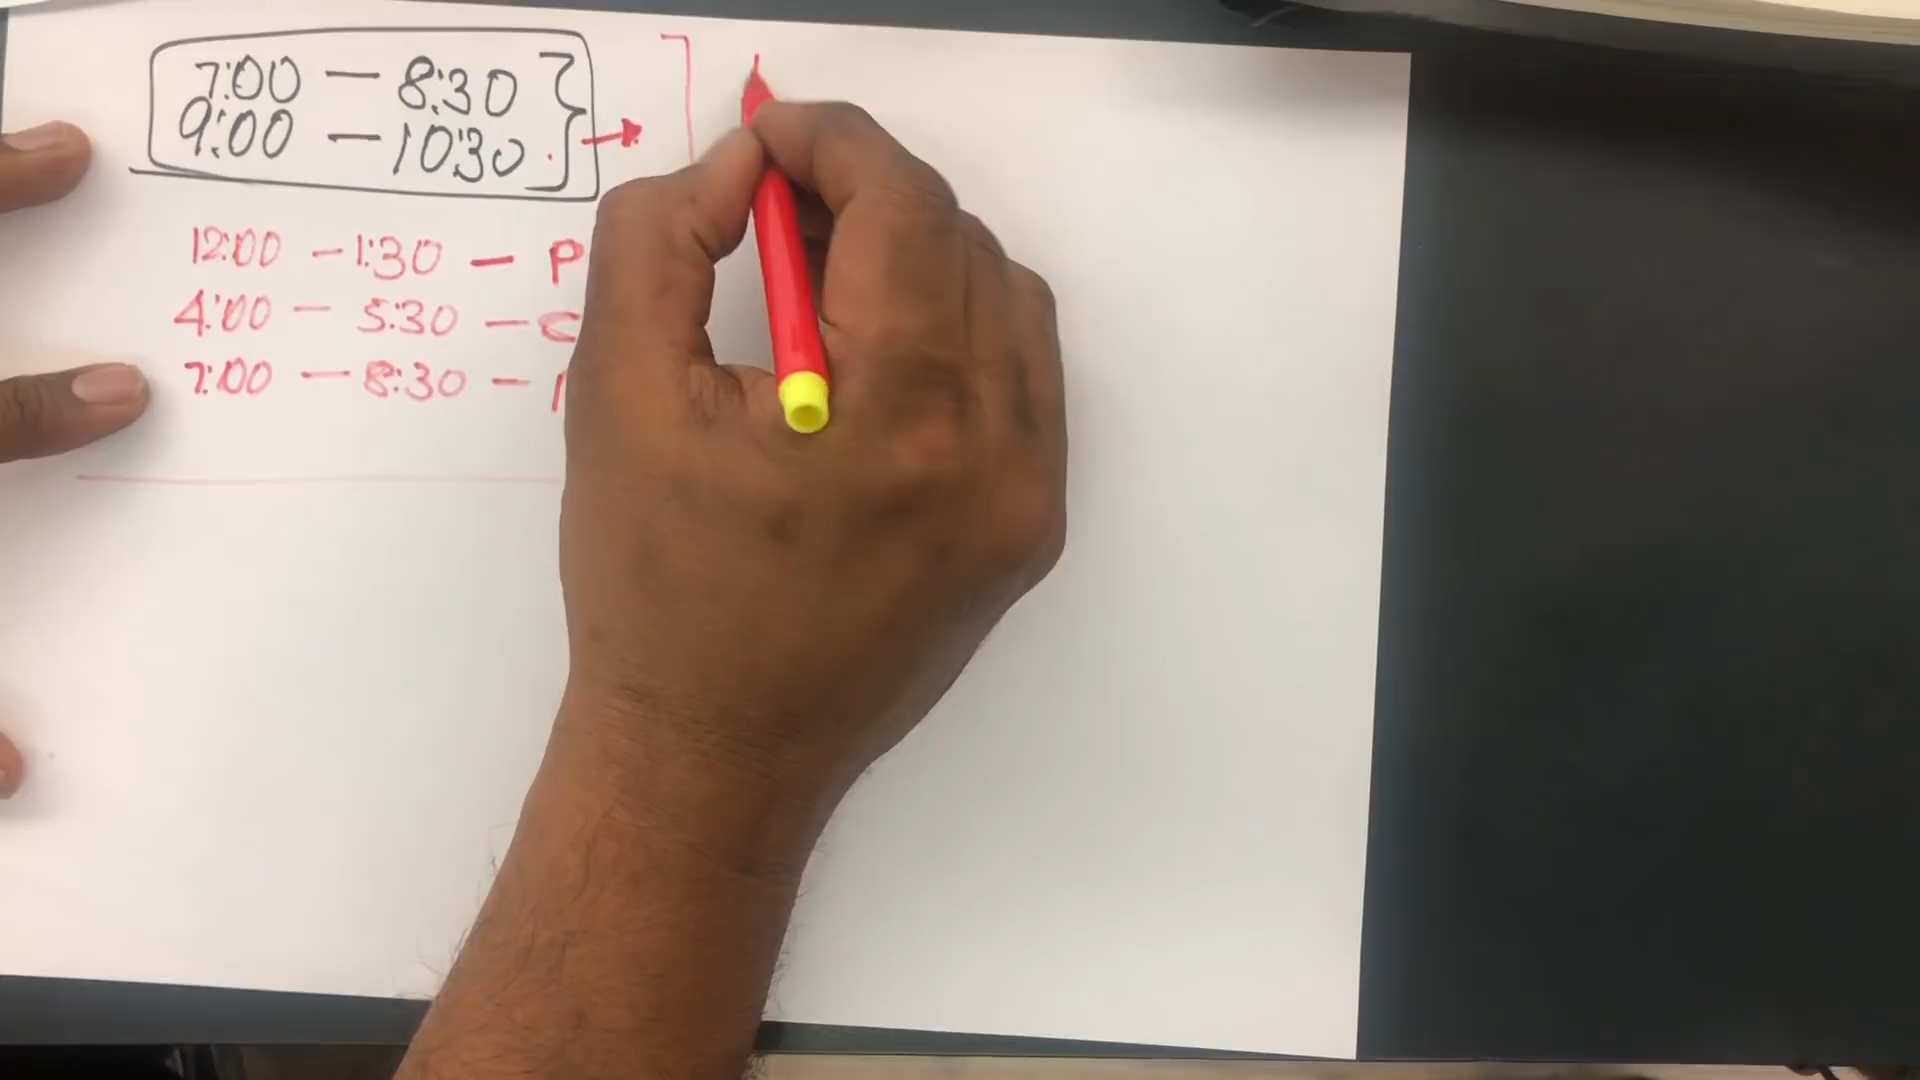 7:00 — 8:30
9:00 — 10:30
12:00 — 1:30 — P
4:00 — 5:30 — C
7:00 — 8:30 —